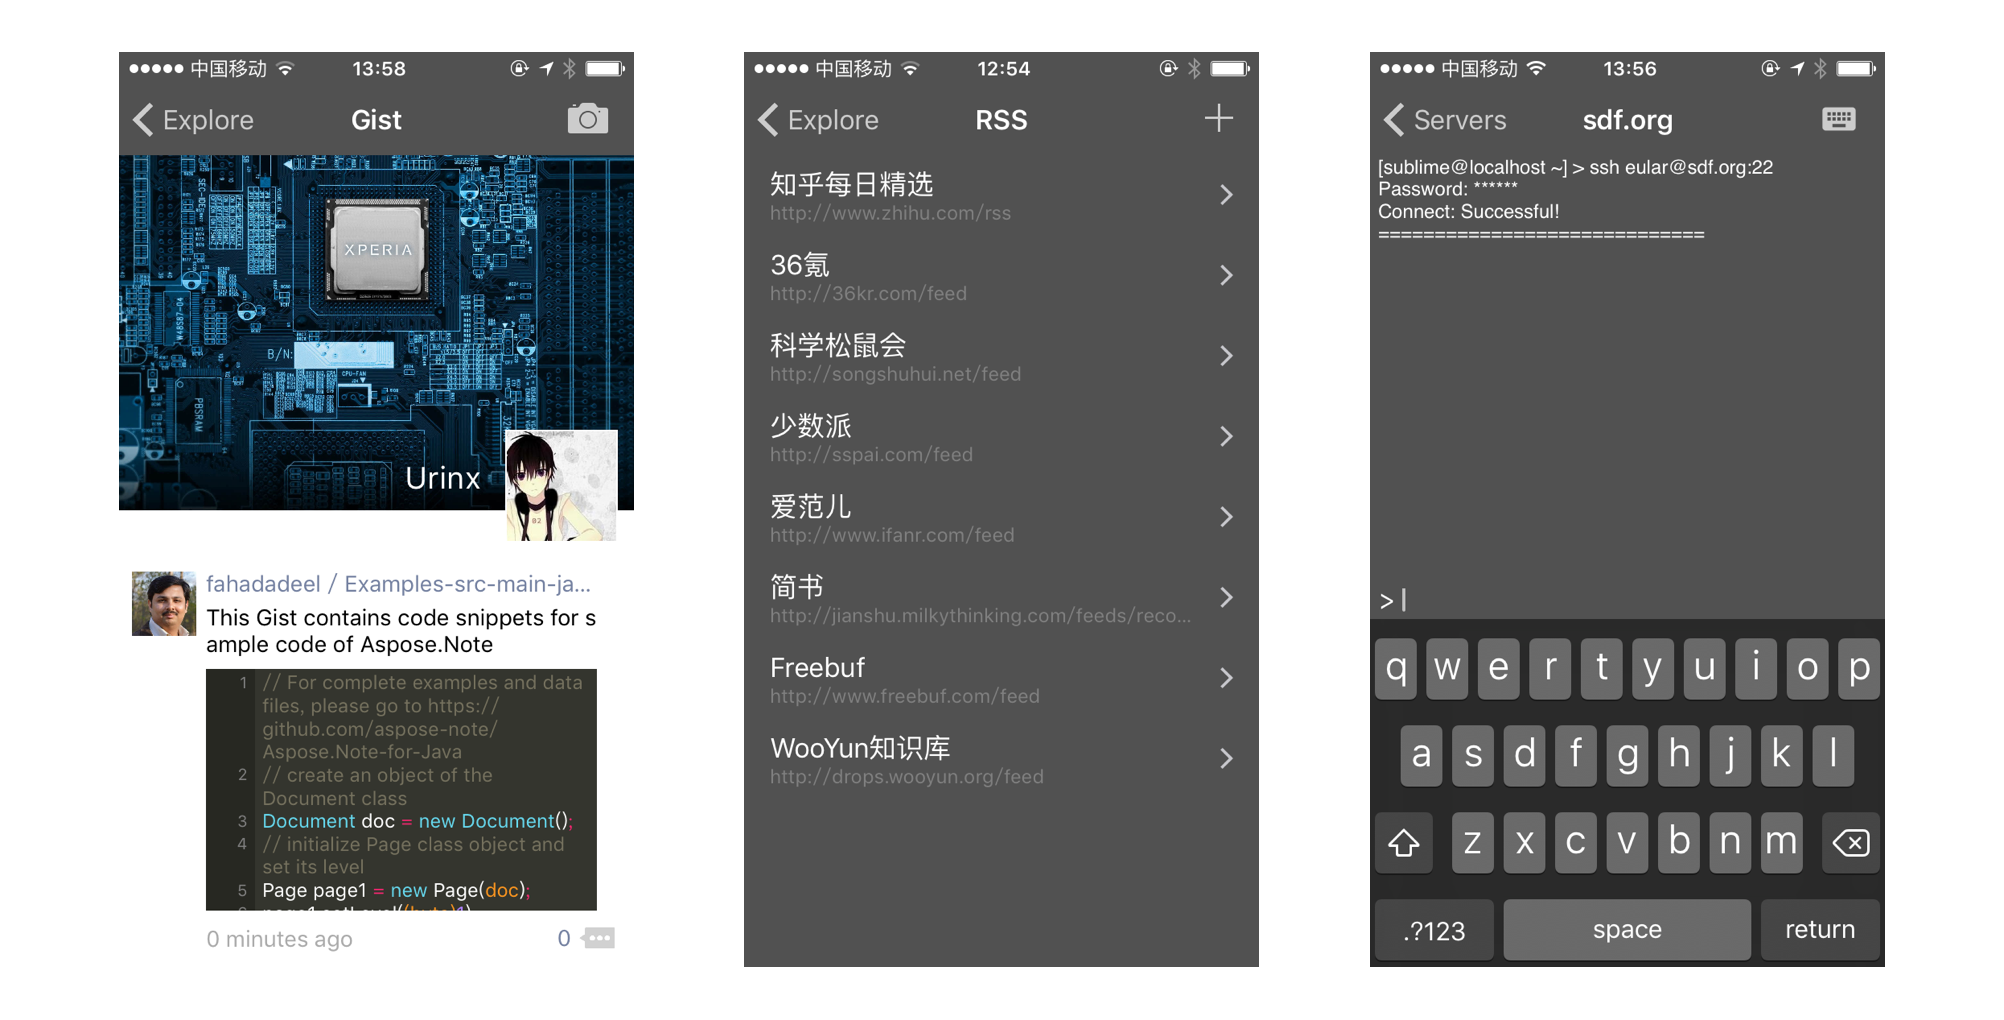 中国移动 13:58
Explore Gist
XPERIA
SEC-DE
W48S87-04
B/N:
CPU-FAN
PBSRAM
Urinx
fahadadeel / Examples-src-main-ja...
This Gist contains code snippets for s
ample code of Aspose.Note
1 // For complete examples and data
files, please go to https://
github.com/aspose-note/
Aspose.Note-for-Java
2 // create an object of the
Document class
3 Document doc = new Document();
4 // initialize Page class object and
set its level
5 Page page1 = new Page(doc);
0 minutes ago 0
中国移动 12:54
Explore RSS
知乎每日精选
http://www.zhihu.com/rss
36氪
http://36kr.com/feed
科学松鼠会
http://songshuhui.net/feed
少数派
http://sspai.com/feed
爱范儿
http://www.ifanr.com/feed
简书
http://jianshu.milkythinking.com/feeds/reco...
Freebuf
http://www.freebuf.com/feed
WooYun知识库
http://drops.wooyun.org/feed
中国移动 13:56
Servers sdf.org
[sublime@localhost ~] > ssh eular@sdf.org:22
Password: ******
Connect: Successful!
=============================
>
q w e r t y u i o p
a s d f g h j k l
z x c v b n m
.?123 space return